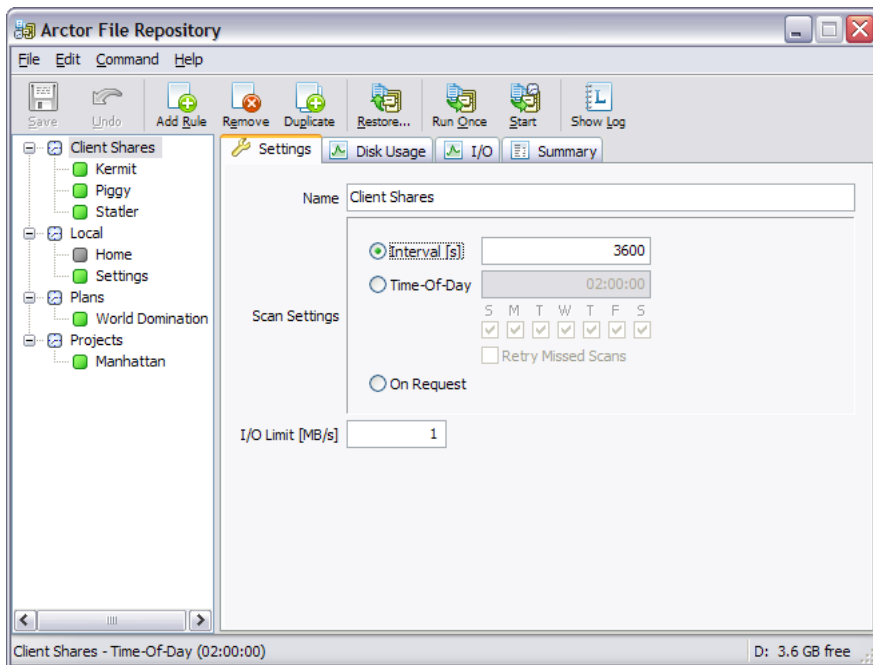 Arctor File Repository
File Edit Command Help
Save Undo Add Rule Remove Duplicate Restore... Run Once Start Show Log
Client Shares
Kermit
Piggy
Statler
Local
Home
Settings
Plans
World Domination
Projects
Manhattan
Settings Disk Usage I/O Summary
Name Client Shares
Interval [s] 3600
Time-Of-Day 02:00:00
S M T W T F S
Scan Settings
Retry Missed Scans
On Request
I/O Limit [MB/s] 1
Client Shares - Time-Of-Day (02:00:00) D: 3.6 GB free